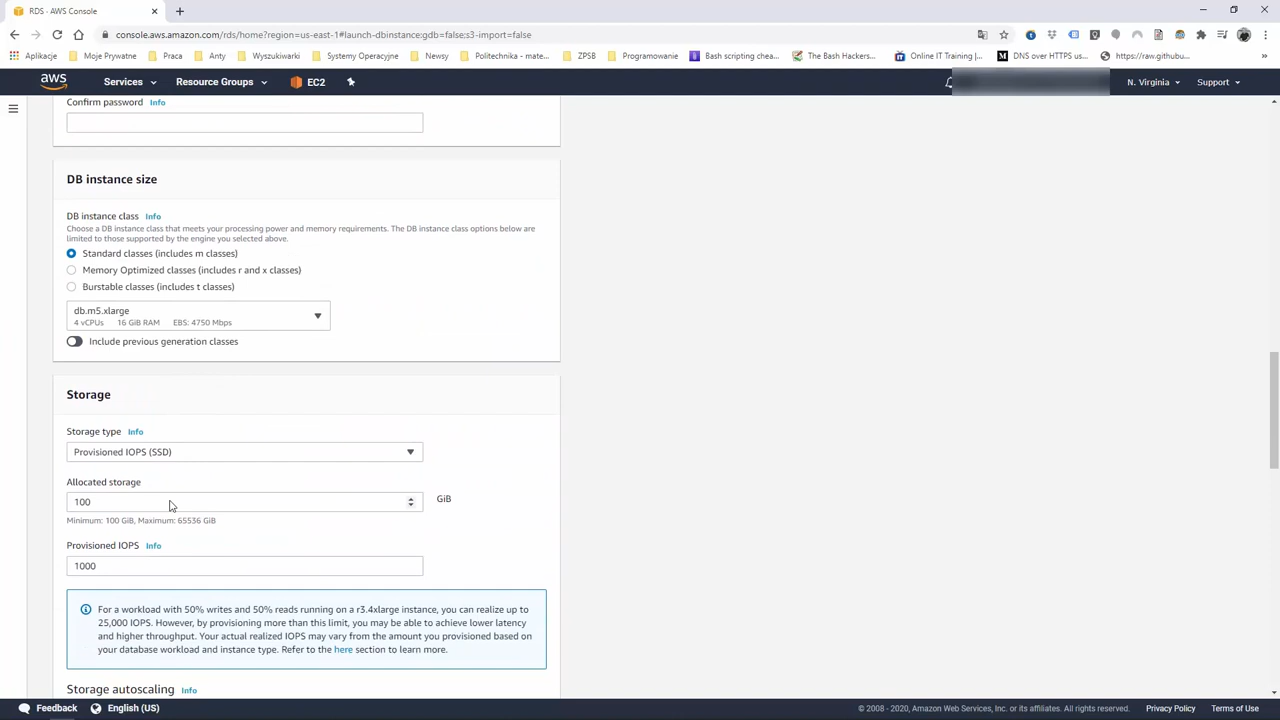 RDS - AWS Console
console.aws.amazon.com/rds/home?region=us-east-1#launch-dbinstance:gdb=false;s3-import=false
Aplikacje
Moje Prywatne
Praca
Anty
Wyszukiwarki
Systemy Operacyjne
Newsy
Politechnika - mate...
ZPSB
Programowanie
Bash scripting chea...
The Bash Hackers...
Online IT Training |...
DNS over HTTPS us...
https://raw.githubu...
aws
Services
Resource Groups
EC2
N. Virginia
Support
Confirm password Info
DB instance size
DB instance class Info
Choose a DB instance class that meets your processing power and memory requirements. The DB instance class options below are
limited to those supported by the engine you selected above.
Standard classes (includes m classes)
Memory Optimized classes (includes r and x classes)
Burstable classes (includes t classes)
db.m5.xlarge
4 vCPUs 16 GiB RAM EBS: 4750 Mbps
Include previous generation classes
Storage
Storage type Info
Provisioned IOPS (SSD)
Allocated storage
100
GiB
Minimum: 100 GiB, Maximum: 65536 GiB
Provisioned IOPS Info
1000
For a workload with 50% writes and 50% reads running on a r3.4xlarge instance, you can realize up to
25,000 IOPS. However, by provisioning more than this limit, you may be able to achieve lower latency
and higher throughput. Your actual realized IOPS may vary from the amount you provisioned based on
your database workload and instance type. Refer to the here section to learn more.
Storage autoscaling Info
Feedback
English (US)
© 2008 - 2020, Amazon Web Services, Inc. or its affiliates. All rights reserved.
Privacy Policy
Terms of Use